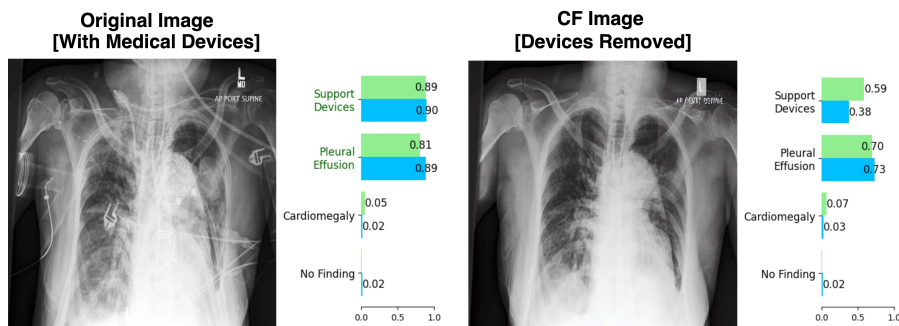 Original Image
[With Medical Devices]
L
MD
AP PORT SUPINE
Support
Devices
0.89
0.90
Pleural
Effusion
0.81
0.89
Cardiomegaly
0.05
0.02
No Finding
0.02
0.0
0.5
1.0
CF Image
[Devices Removed]
L
Support
Devices
0.59
0.38
Pleural
Effusion
0.70
0.73
Cardiomegaly
0.07
0.03
No Finding
0.02
0.0
0.5
1.0